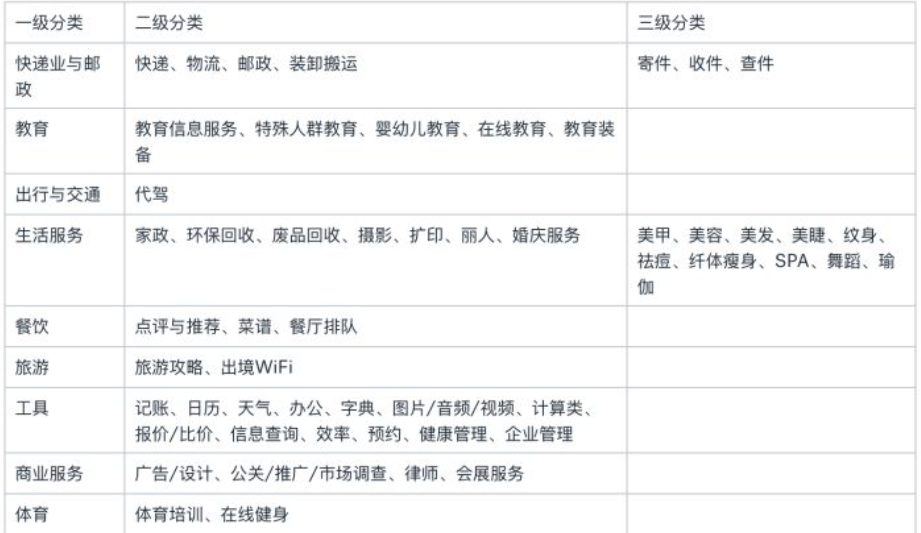 一级分类 二级分类 三级分类
快递业与邮 快递、物流、邮政、装卸搬运 寄件、收件、查件
政
教育 教育信息服务、特殊人群教育、婴幼儿教育、在线教育、教育装
备
出行与交通 代驾
生活服务 家政、环保回收、废品回收、摄影、扩印、丽人、婚庆服务 美甲、美容、美发、美睫、纹身、
祛痘、纤体瘦身、SPA、舞蹈、瑜
伽
餐饮 点评与推荐、菜谱、餐厅排队
旅游 旅游攻略、出境WiFi
工具 记账、日历、天气、办公、字典、图片/音频/视频、计算类、
报价/比价、信息查询、效率、预约、健康管理、企业管理
商业服务 广告/设计、公关/推广/市场调查、律师、会展服务
体育 体育培训、在线健身